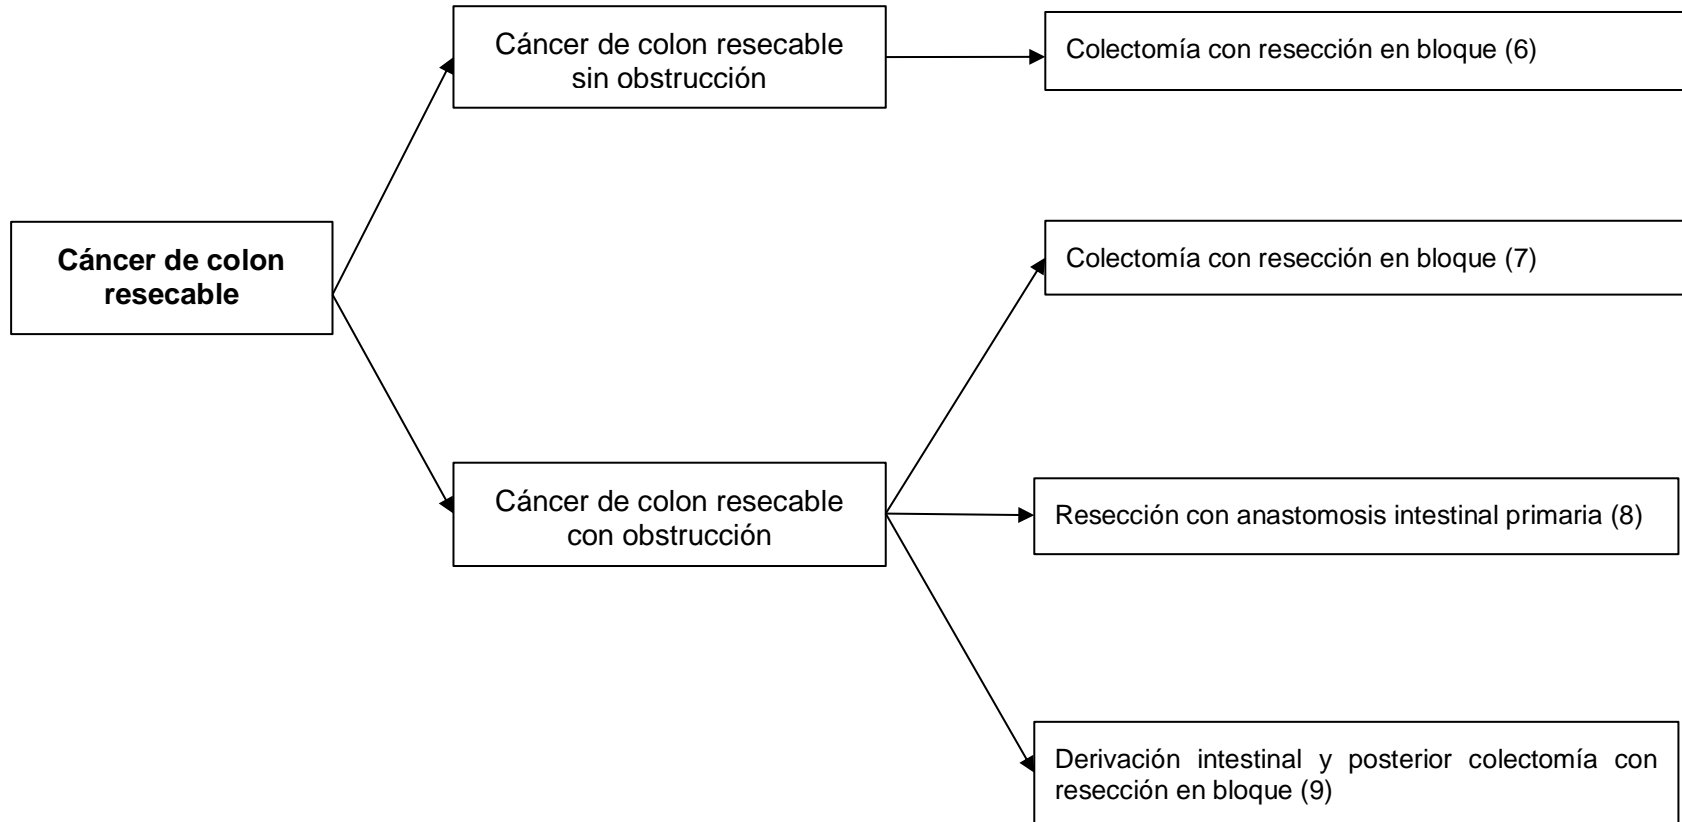 Cáncer de colon resecable
sin obstrucción
Colectomía con resección en bloque (6)
Cáncer de colon
resecable
Colectomía con resección en bloque (7)
Cáncer de colon resecable
con obstrucción
Resección con anastomosis intestinal primaria (8)
Derivación intestinal y posterior colectomía con
resección en bloque (9)